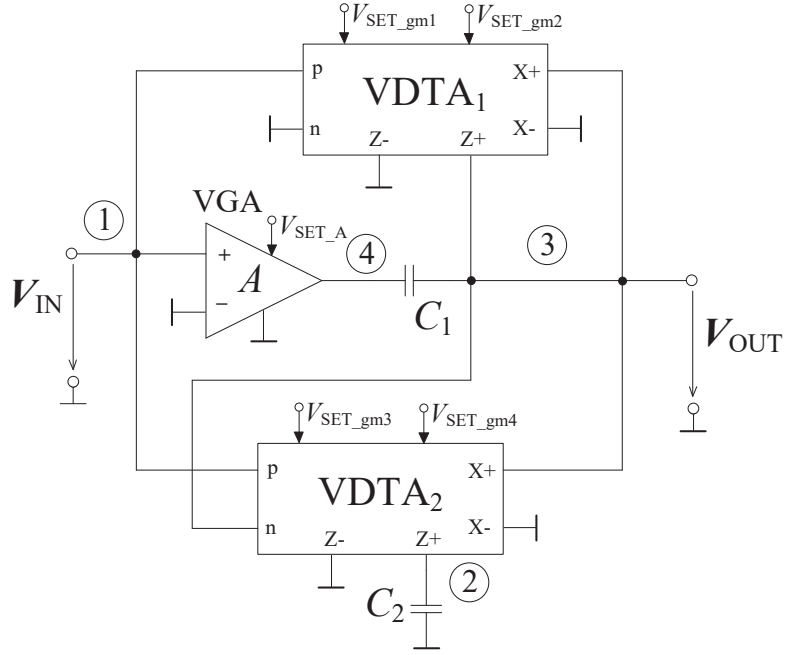 V_SET_gm1 V_SET_gm2
p X+
VDTA₁
n Z- Z+ X-
VGA
① V_SET_A ④ ③
+
A
−
V_IN
C₁
V_OUT
V_SET_gm3 V_SET_gm4
p X+
VDTA₂
n X-
Z- Z+
②
C₂